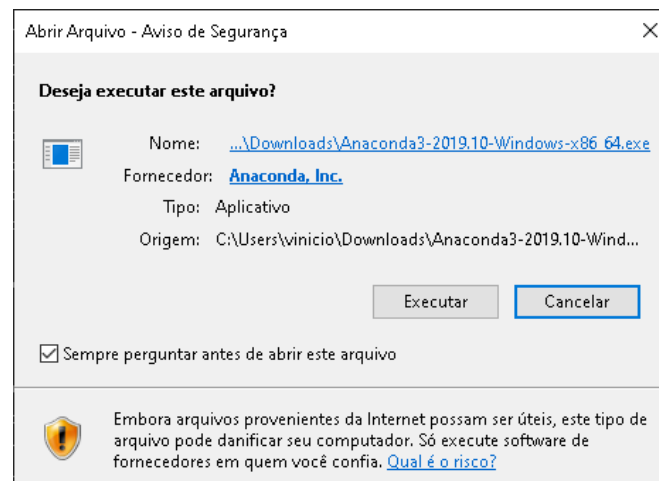 Abrir Arquivo - Aviso de Segurança
Deseja executar este arquivo?
Nome: ...\Downloads\Anaconda3-2019.10-Windows-x86_64.exe
Fornecedor: Anaconda, Inc.
Tipo: Aplicativo
Origem: C:\Users\vinicio\Downloads\Anaconda3-2019.10-Wind...
Executar Cancelar
Sempre perguntar antes de abrir este arquivo
Embora arquivos provenientes da Internet possam ser úteis, este tipo de
arquivo pode danificar seu computador. Só execute software de
fornecedores em quem você confia. Qual é o risco?